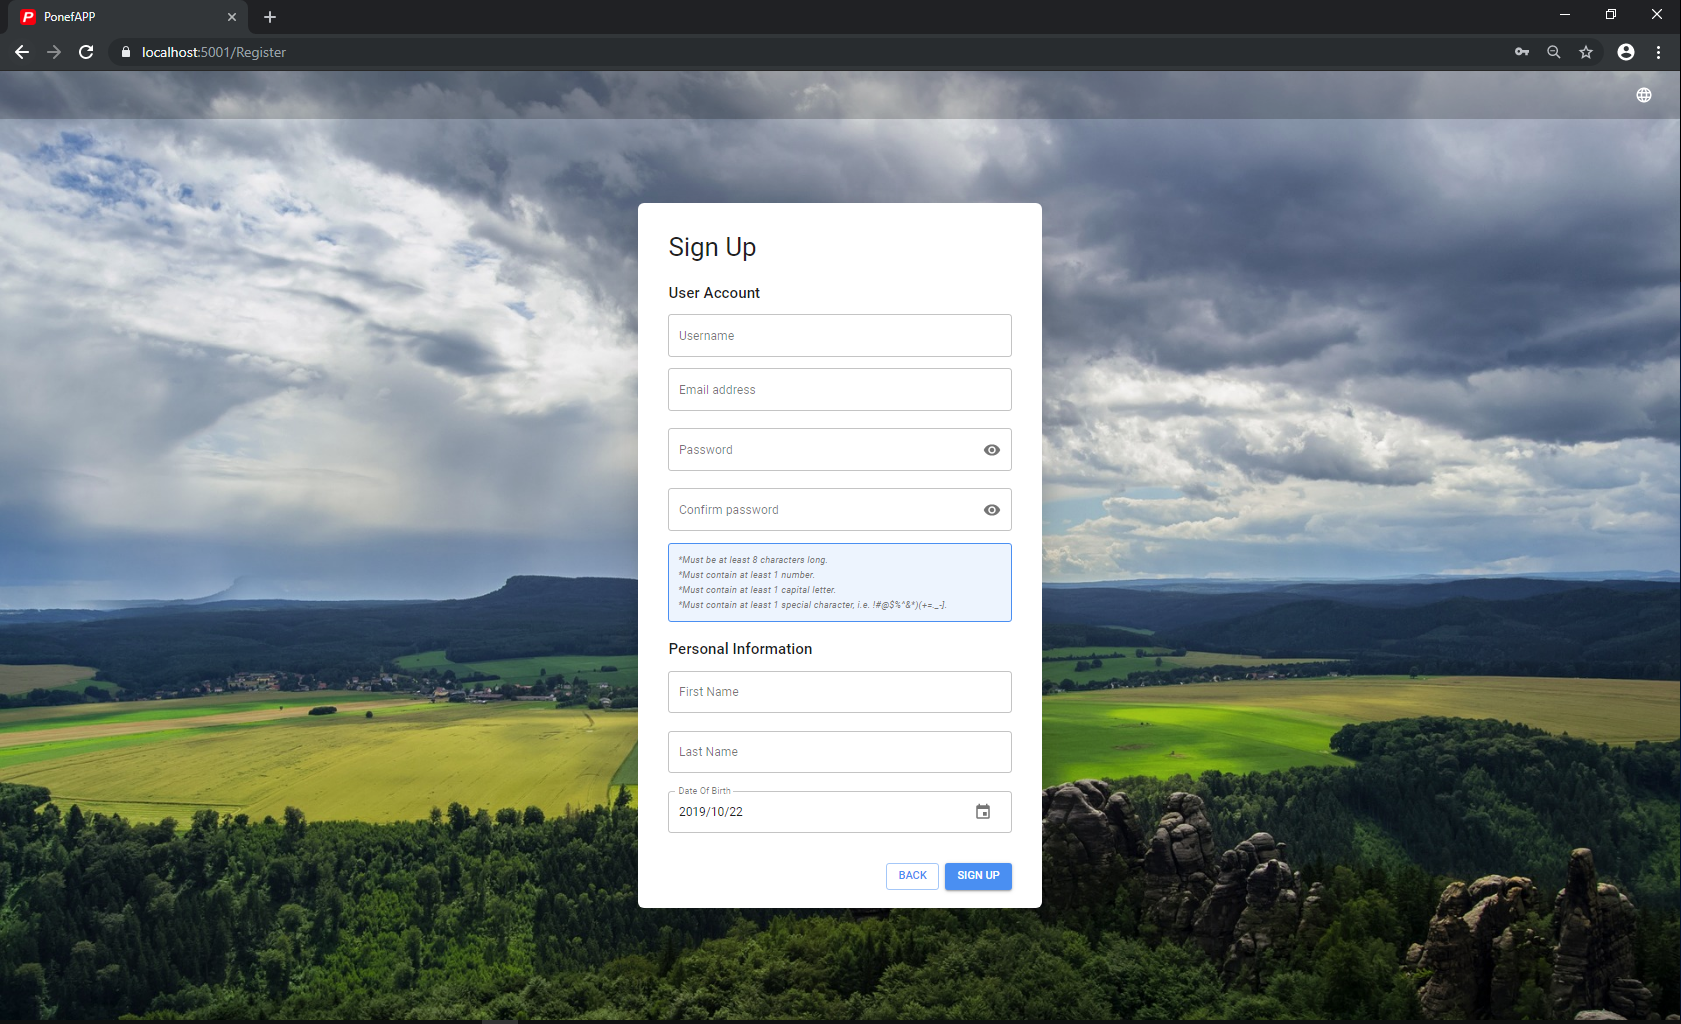 P PonefAPP
localhost:5001/Register
Sign Up
User Account
Username
Email address
Password
Confirm password
*Must be at least 8 characters long.
*Must contain at least 1 number.
*Must contain at least 1 capital letter.
*Must contain at least 1 special character, i.e. !#@$%^&*)(+=._-].
Personal Information
First Name
Last Name
Date Of Birth
2019/10/22
BACK SIGN UP